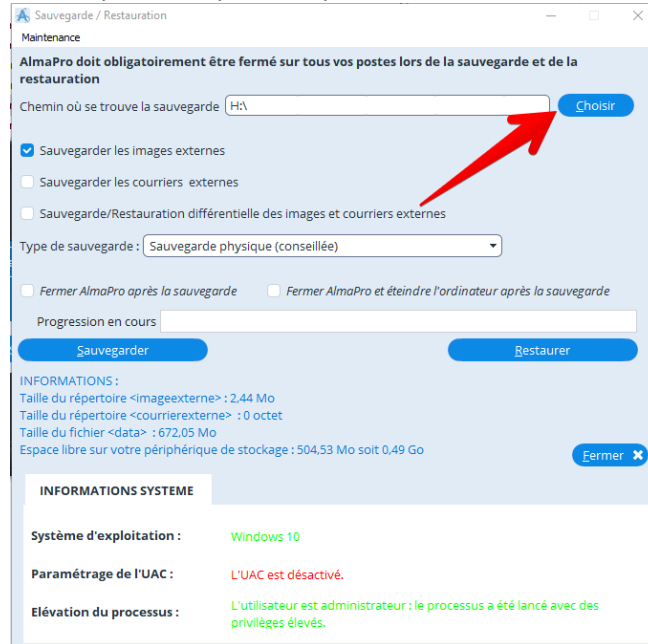 Sauvegarde / Restauration
Maintenance
AlmaPro doit obligatoirement être fermé sur tous vos postes lors de la sauvegarde et de la
restauration
Chemin où se trouve la sauvegarde H:\ Choisir
Sauvegarder les images externes
Sauvegarder les courriers externes
Sauvegarde/Restauration différentielle des images et courriers externes
Type de sauvegarde : Sauvegarde physique (conseillée)
Fermer AlmaPro après la sauvegarde Fermer AlmaPro et éteindre l'ordinateur après la sauvegarde
Progression en cours
Sauvegarder Restaurer
INFORMATIONS :
Taille du répertoire <imageexterne> : 2,44 Mo
Taille du répertoire <courrierexterne> : 0 octet
Taille du fichier <data> : 672,05 Mo
Espace libre sur votre périphérique de stockage : 504,53 Mo soit 0,49 Go
Fermer
INFORMATIONS SYSTEME
Système d'exploitation : Windows 10
Paramétrage de l'UAC : L'UAC est désactivé.
Elévation du processus : L'utilisateur est administrateur : le processus a été lancé avec des
privilèges élevés.